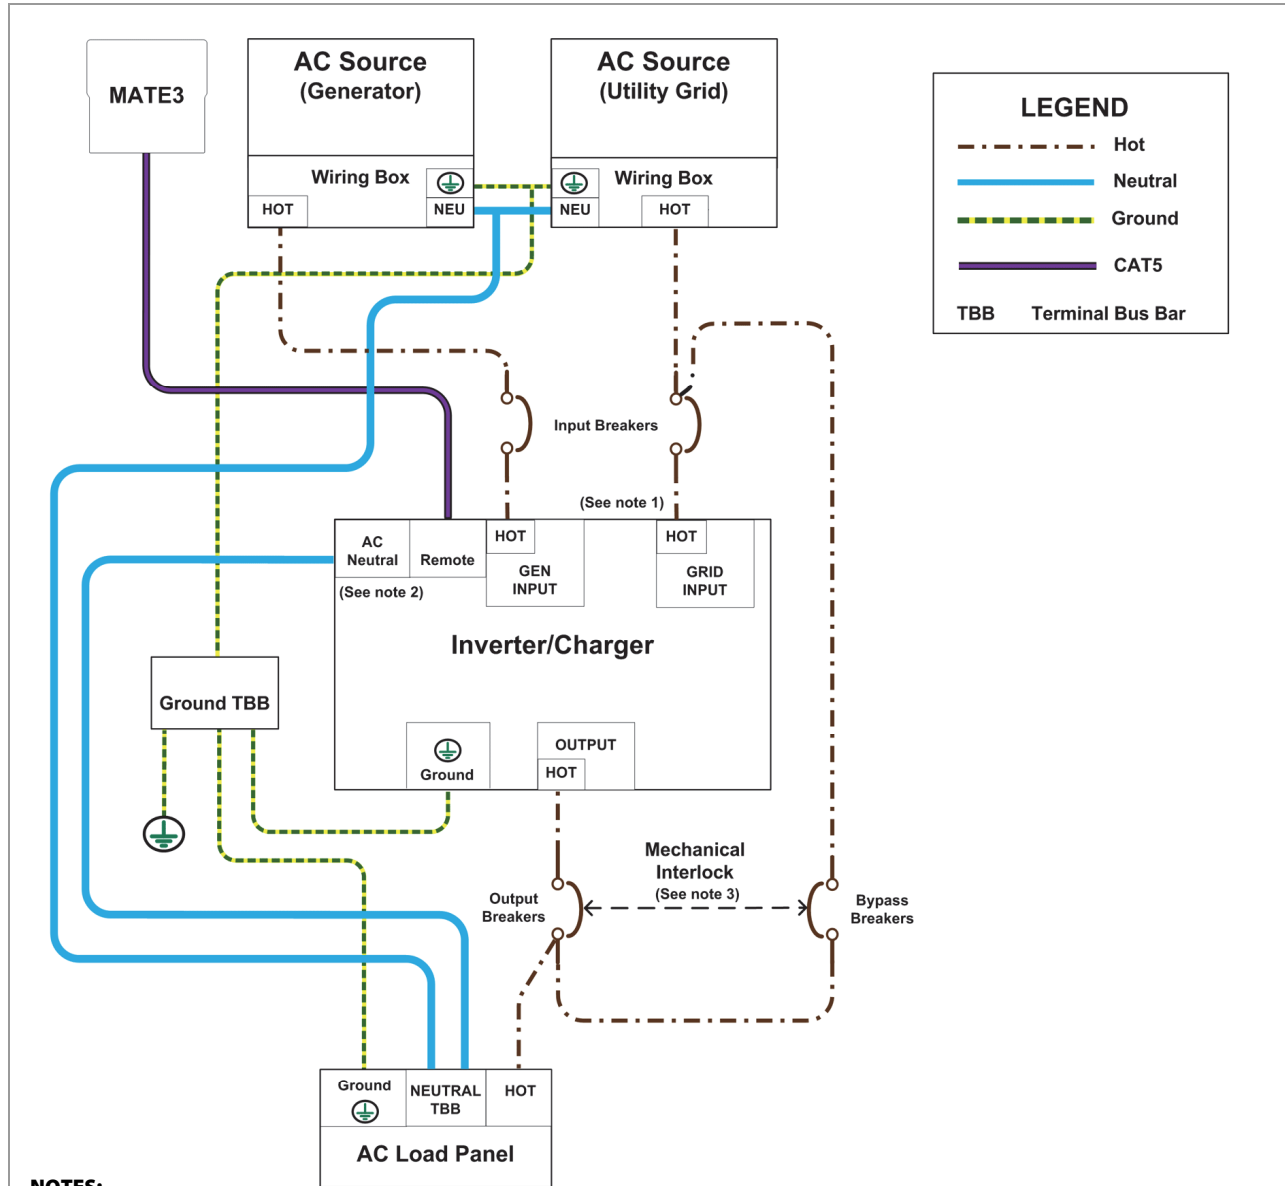 MATE3
AC Source
(Generator)
Wiring Box
HOT
NEU
AC Source
(Utility Grid)
Wiring Box
NEU
HOT
LEGEND
Hot
Neutral
Ground
CAT5
TBB Terminal Bus Bar
Input Breakers
(See note 1)
AC
Neutral
(See note 2)
Remote
HOT
GEN
INPUT
HOT
GRID
INPUT
Inverter/Charger
Ground TBB
Ground
OUTPUT
HOT
Mechanical
Interlock
(See note 3)
Output
Breakers
Bypass
Breakers
Ground
NEUTRAL
TBB
HOT
AC Load Panel
NOTES: